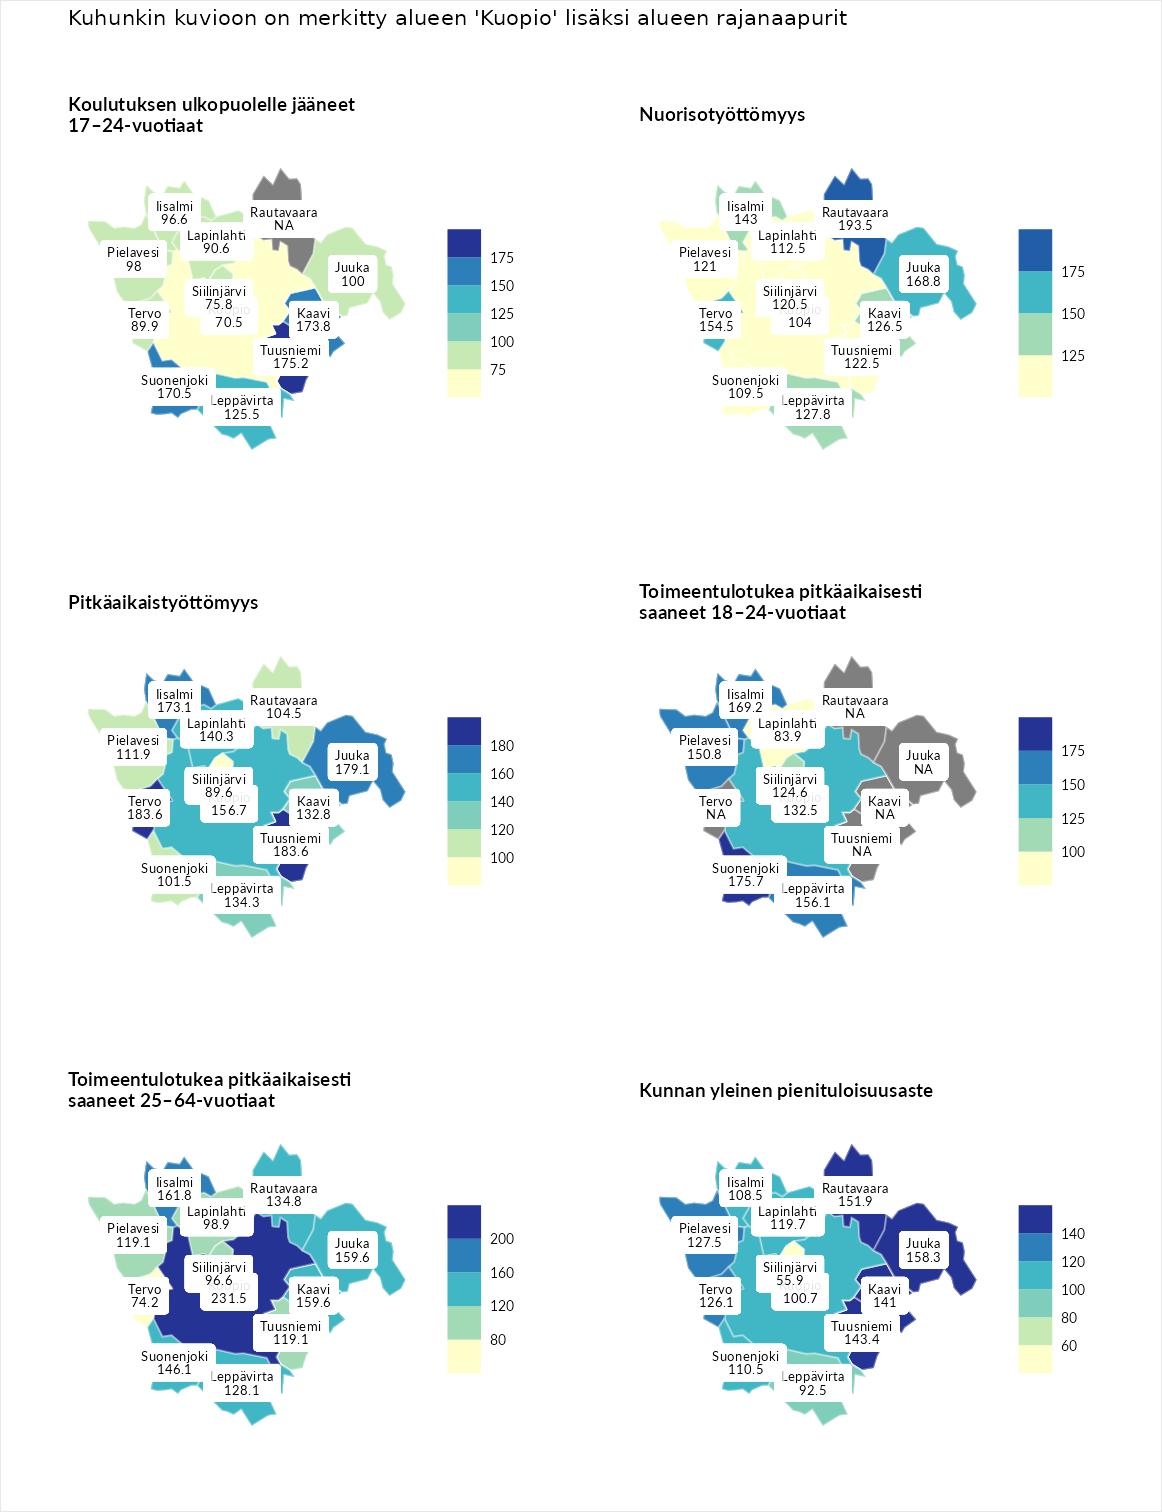 Kuhunkin kuvioon on merkitty alueen 'Kuopio' lisäksi alueen rajanaapurit
Koulutuksen ulkopuolelle jääneet
17–24-vuotiaat
Iisalmi
96.6
Rautavaara
NA
Lapinlahti
90.6
Pielavesi
98
Juuka
100
Siilinjärvi
75.8
70.5
Tervo
89.9
Kaavi
173.8
Tuusniemi
175.2
Suonenjoki
170.5
Leppävirta
125.5
175
150
125
100
75
Nuorisotyöttömyys
Iisalmi
143
Rautavaara
193.5
Lapinlahti
112.5
Pielavesi
121
Juuka
168.8
Siilinjärvi
120.5
104
Tervo
154.5
Kaavi
126.5
Tuusniemi
122.5
Suonenjoki
109.5
Leppävirta
127.8
175
150
125
Pitkäaikaistyöttömyys
Iisalmi
173.1
Rautavaara
104.5
Lapinlahti
140.3
Pielavesi
111.9
Juuka
179.1
Siilinjärvi
89.6
156.7
Tervo
183.6
Kaavi
132.8
Tuusniemi
183.6
Suonenjoki
101.5
Leppävirta
134.3
180
160
140
120
100
Toimeentulotukea pitkäaikaisesti
saaneet 18–24-vuotiaat
Iisalmi
169.2
Rautavaara
NA
Lapinlahti
83.9
Pielavesi
150.8
Juuka
NA
Siilinjärvi
124.6
132.5
Tervo
NA
Kaavi
NA
Tuusniemi
NA
Suonenjoki
175.7
Leppävirta
156.1
175
150
125
100
Toimeentulotukea pitkäaikaisesti
saaneet 25–64-vuotiaat
Iisalmi
161.8
Rautavaara
134.8
Lapinlahti
98.9
Pielavesi
119.1
Juuka
159.6
Siilinjärvi
96.6
231.5
Tervo
74.2
Kaavi
159.6
Tuusniemi
119.1
Suonenjoki
146.1
Leppävirta
128.1
200
160
120
80
Kunnan yleinen pienituloisuusaste
Iisalmi
108.5
Rautavaara
151.9
Lapinlahti
119.7
Pielavesi
127.5
Juuka
158.3
Siilinjärvi
55.9
100.7
Tervo
126.1
Kaavi
141
Tuusniemi
143.4
Suonenjoki
110.5
Leppävirta
92.5
140
120
100
80
60